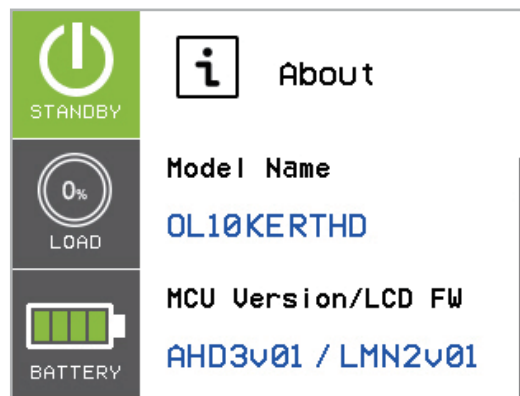 STANDBY
About
0%
LOAD
Model Name
OL10KERTHD
MCU Version/LCD FW
AHD3v01 / LMN2v01
BATTERY